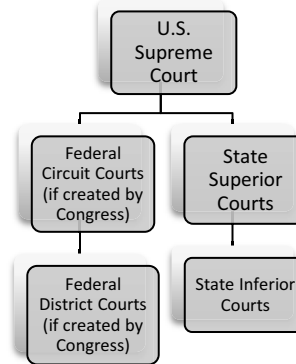 U.S.
Supreme
Court
Federal
Circuit Courts
(if created by
Congress)
State
Superior
Courts
Federal
District Courts
(if created by
Congress)
State Inferior
Courts